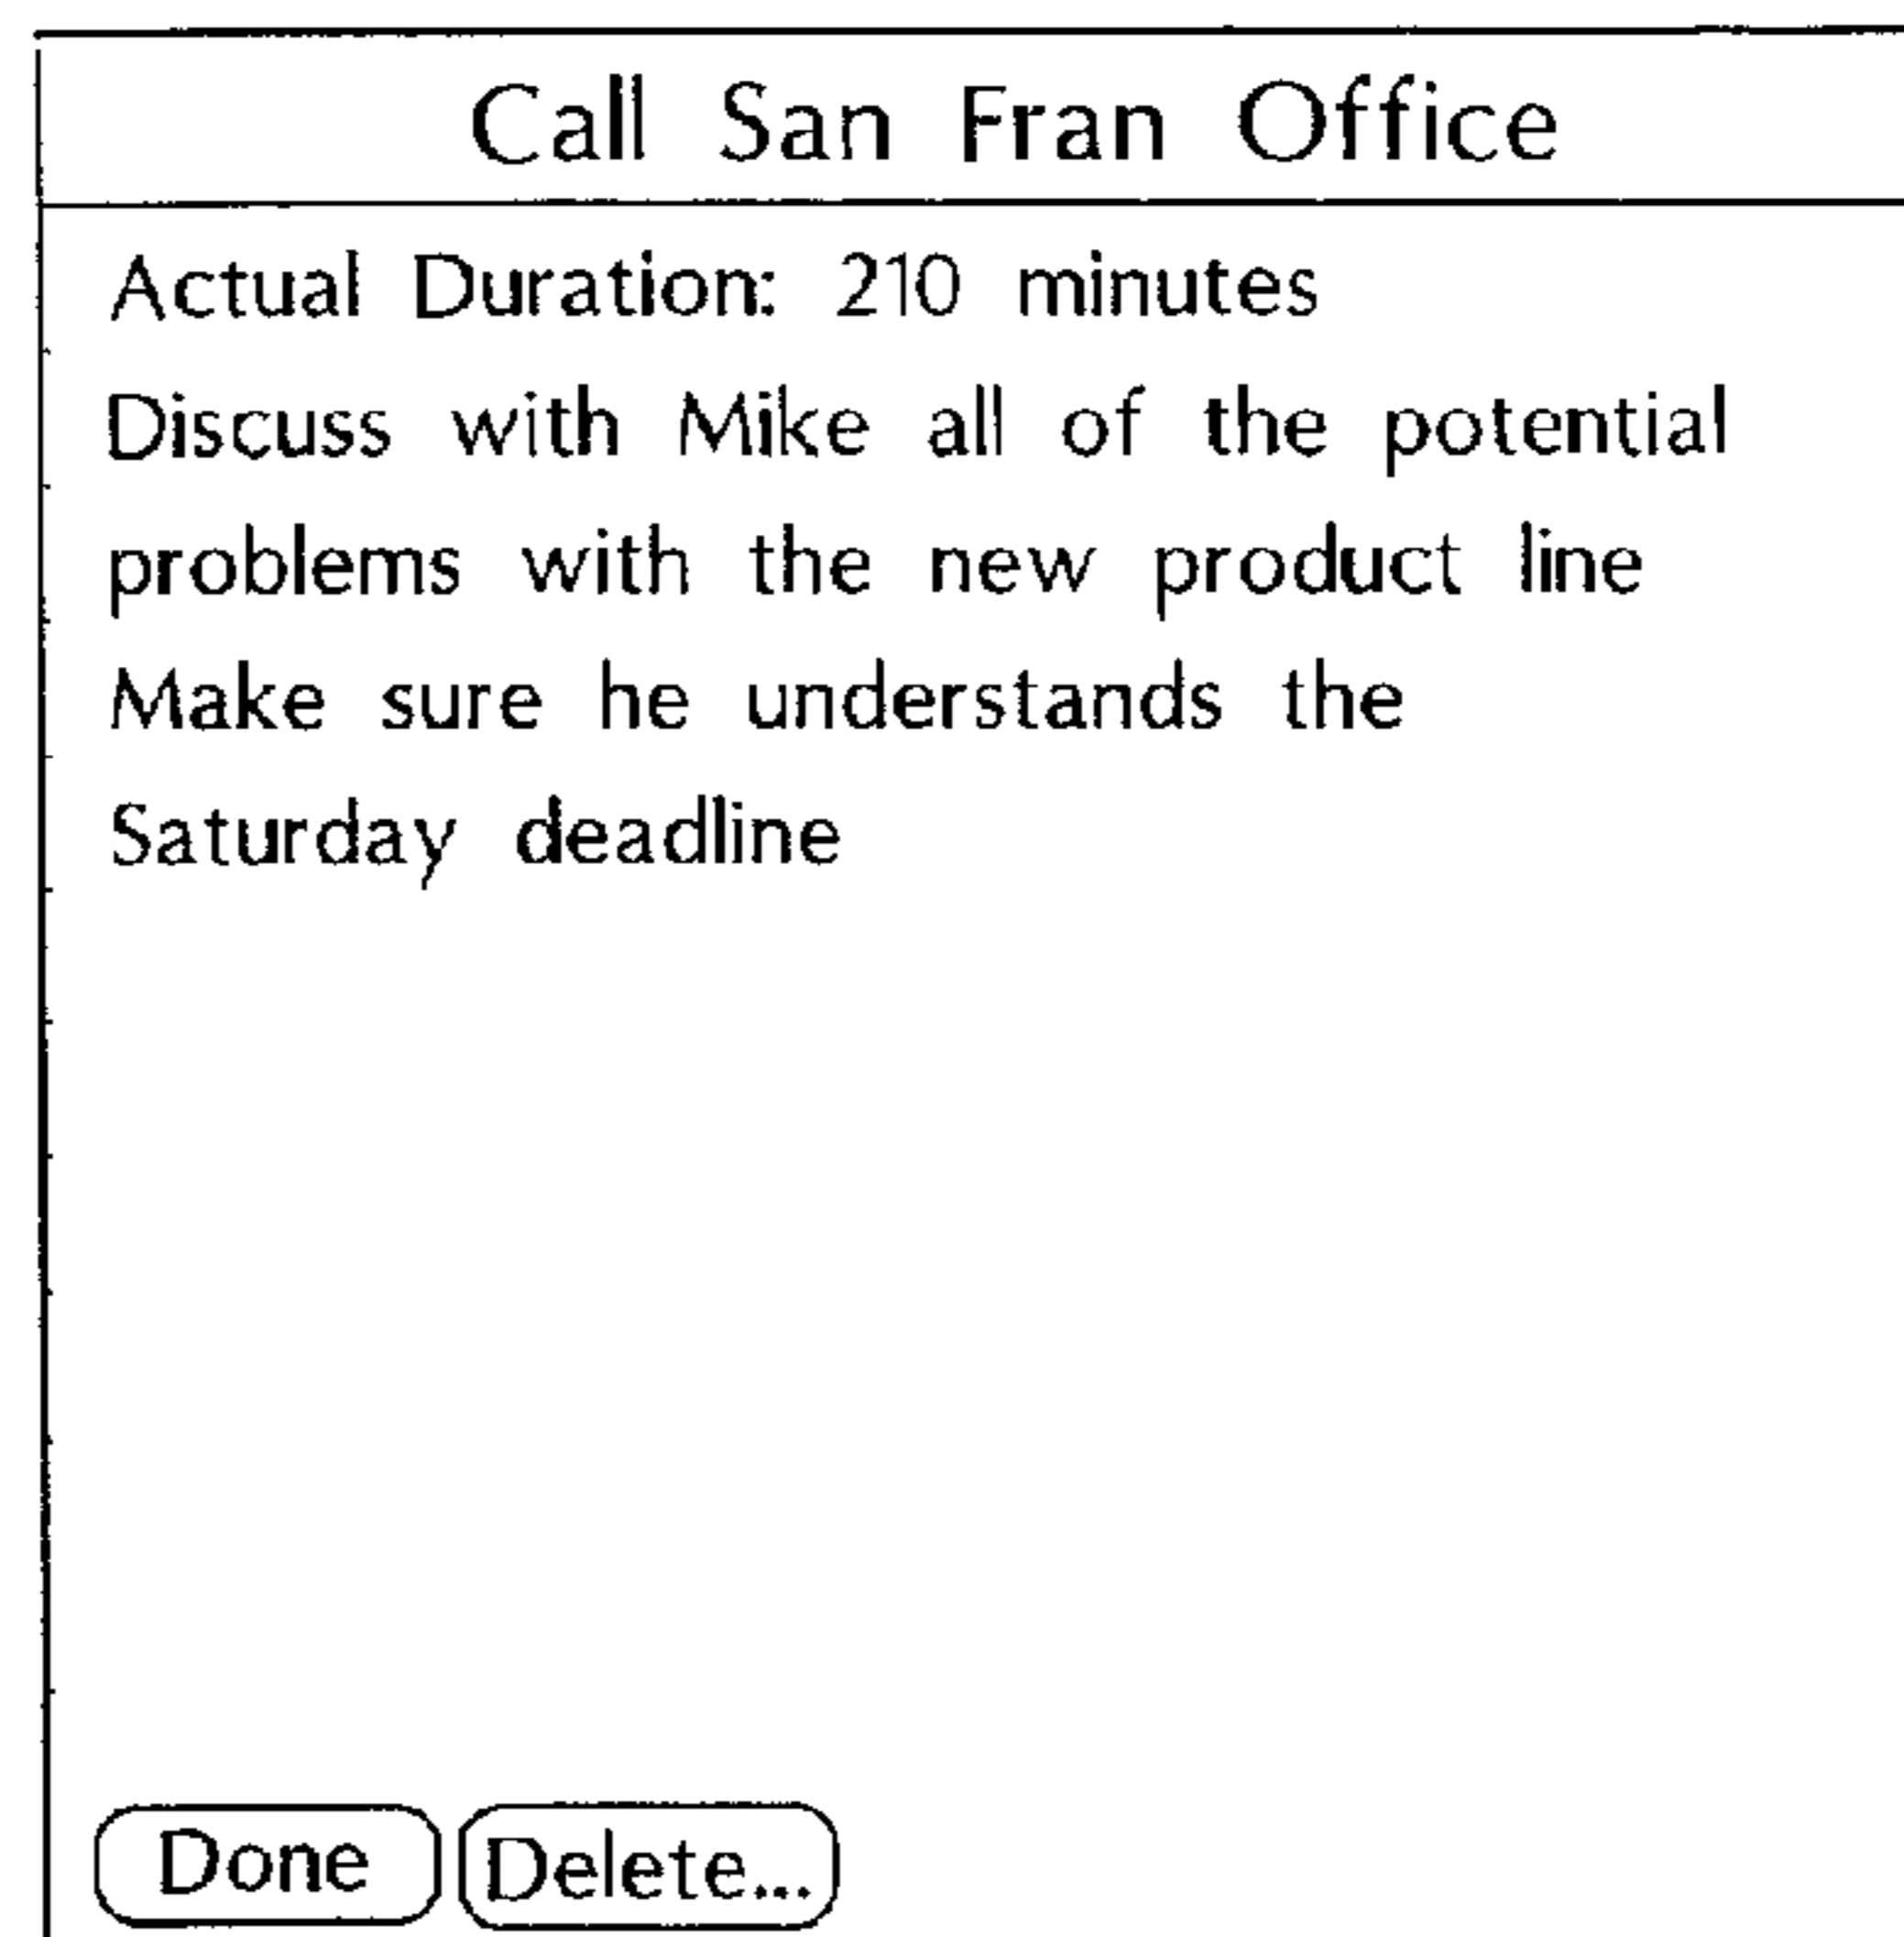 Call San Fran Office
Actual Duration: 210 minutes
Discuss with Mike all of the potential
problems with the new product line
Make sure he understands the
Saturday deadline
Done Delete...